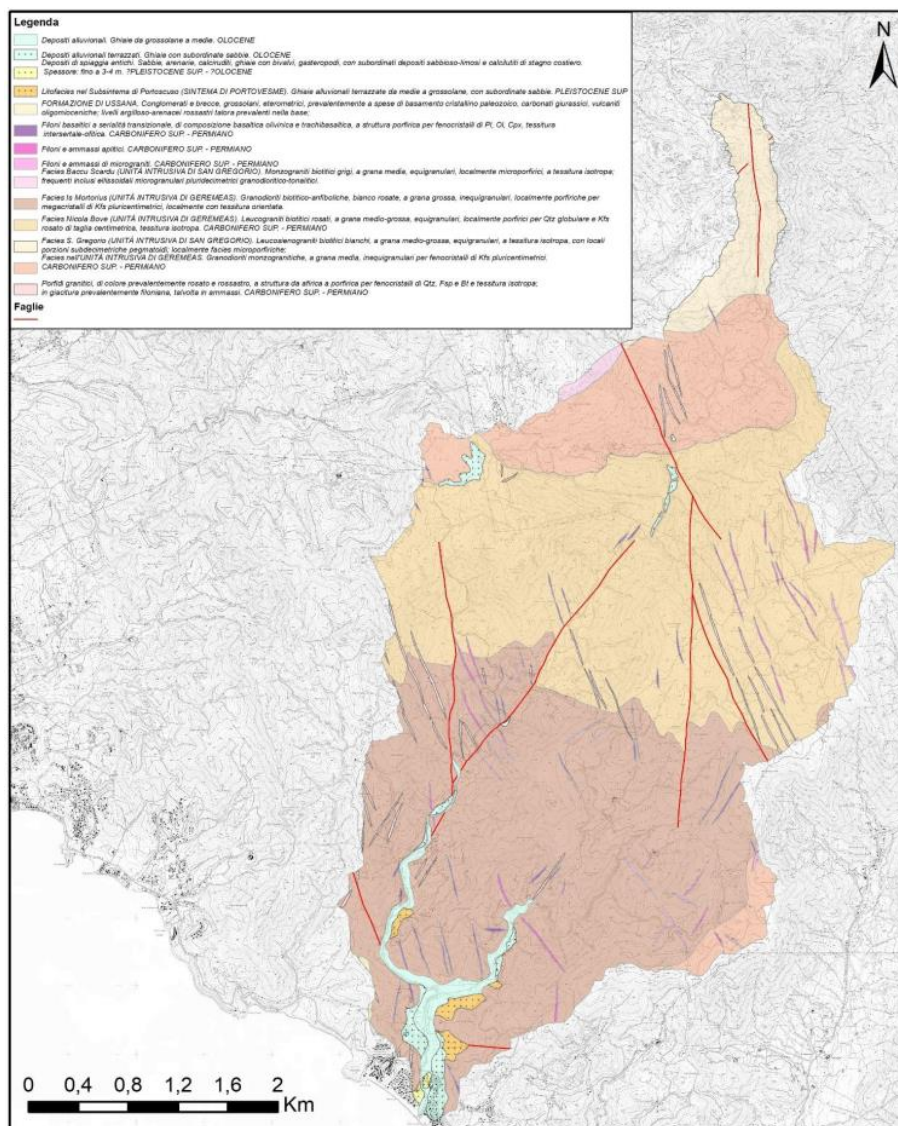 Legenda
Depositi alluvionali. Ghiaie da grossolane a medie. OLOCENE
Depositi alluvionali terrazzati. Ghiaie con subordinate sabbie. OLOCENE
Depositi di spiaggia antichi. Sabbie, arenarie, calciruditi, ghiaie con bivalvi, gasteropodi, con subordinati depositi sabbioso-limosi e calcilutiti di stagno costiero.
Spessore: fino a 3-4 m. ?PLEISTOCENE SUP. - ?OLOCENE
Litofacies nel Subsintema di Portoscuso (SINTEMA DI PORTOVESME). Ghiaie alluvionali terrazzate da medie a grossolane, con subordinate sabbie. PLEISTOCENE SUP
FORMAZIONE DI USSANA. Conglomerati e brecce, grossolani, eterometrici, prevalentemente a spese di basamento cristallino paleozoico, carbonati giurassici, vulcaniti
oligomioceniche; livelli argilloso-arenacei rossastri talora prevalenti nella base;
Filoni basaltici a serialità transizionale, di composizione basaltica olivinica e trachibasaltica, a struttura porfirica per fenocristalli di Pl, Ol, Cpx, tessitura
intersertale-ofitica. CARBONIFERO SUP. - PERMIANO
Filoni e ammassi aplitici. CARBONIFERO SUP. - PERMIANO
Filoni e ammassi di microgranití. CARBONIFERO SUP. - PERMIANO
Facies Baccu Scardu (UNITÀ INTRUSIVA DI SAN GREGORIO). Monzograniti biotitici grigi, a grana media, equigranulari, localmente microporfirici, a tessitura isotropa;
frequenti inclusi ellissoidali microgranulari pluridecimetrici granodioritico-tonalitici.
Facies Is Mortorius (UNITÀ INTRUSIVA DI GEREMEAS). Granodioriti biotitico-anfiboliche, bianco rosate, a grana grossa, inequigranulari, localmente porfiriche per
megacristalli di Kfs pluricentimetrici, localmente con tessitura orientata.
Facies Nicola Bove (UNITÀ INTRUSIVA DI GEREMEAS). Leucograniti biotitici rosati, a grana medio-grossa, equigranulari, localmente porfirici per Qtz globulare e Kfs
rosato di taglia centimetrica, tessitura isotropa. CARBONIFERO SUP. - PERMIANO
Facies S. Gregorio (UNITÀ INTRUSIVA DI SAN GREGORIO). Leucosienograniti biotitici bianchi, a grana medio-grossa, equigranulari, a tessitura isotropa, con locali
porzioni subdecimetriche pegmatoidi; localmente facies microporfiriche;
Facies nell'UNITÀ INTRUSIVA DI GEREMEAS. Granodioriti monzogranitiche, a grana media, inequigranulari per fenocristalli di Kfs pluricentimetrici.
CARBONIFERO SUP. - PERMIANO
Porfidi granitici, di colore prevalentemente rosato e rossastro, a struttura da afirica a porfirica per fenocristalli di Qtz, Fsp e Bt e tessitura isotropa;
in giacitura prevalentemente filoniana, talvolta in ammassi. CARBONIFERO SUP. - PERMIANO
Faglie
N
0 0,4 0,8 1,2 1,6 2
Km